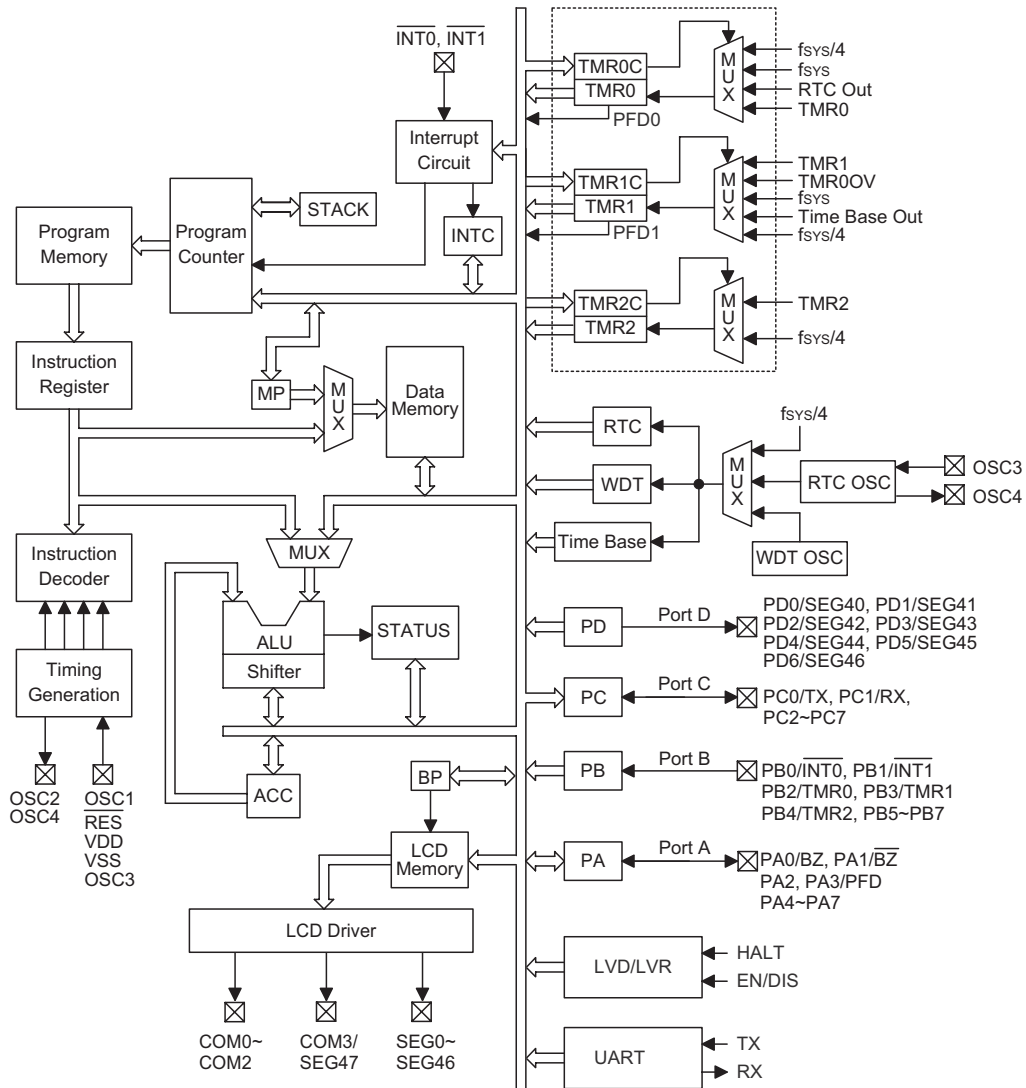 INT0, INT1
Interrupt
Circuit
STACK
INTC
Program
Memory
Program
Counter
Instruction
Register
MP
MUX
Data
Memory
MUX
Instruction
Decoder
ALU
Shifter
STATUS
Timing
Generation
OSC2
OSC4
OSC1
RES
VDD
VSS
OSC3
ACC
BP
LCD
Memory
LCD Driver
COM0~
COM2
COM3/
SEG47
SEG0~
SEG46
TMR0C
TMR0
PFD0
MUX
fSYS/4
fSYS
RTC Out
TMR0
TMR1C
TMR1
PFD1
MUX
TMR1
TMR0OV
fSYS
Time Base Out
fSYS/4
TMR2C
TMR2
MUX
TMR2
fSYS/4
RTC
WDT
Time Base
MUX
fSYS/4
RTC OSC
OSC3
OSC4
WDT OSC
PD
Port D
PD0/SEG40, PD1/SEG41
PD2/SEG42, PD3/SEG43
PD4/SEG44, PD5/SEG45
PD6/SEG46
PC
Port C
PC0/TX, PC1/RX,
PC2~PC7
PB
Port B
PB0/INT0, PB1/INT1
PB2/TMR0, PB3/TMR1
PB4/TMR2, PB5~PB7
PA
Port A
PA0/BZ, PA1/BZ
PA2, PA3/PFD
PA4~PA7
LVD/LVR
HALT
EN/DIS
UART
TX
RX